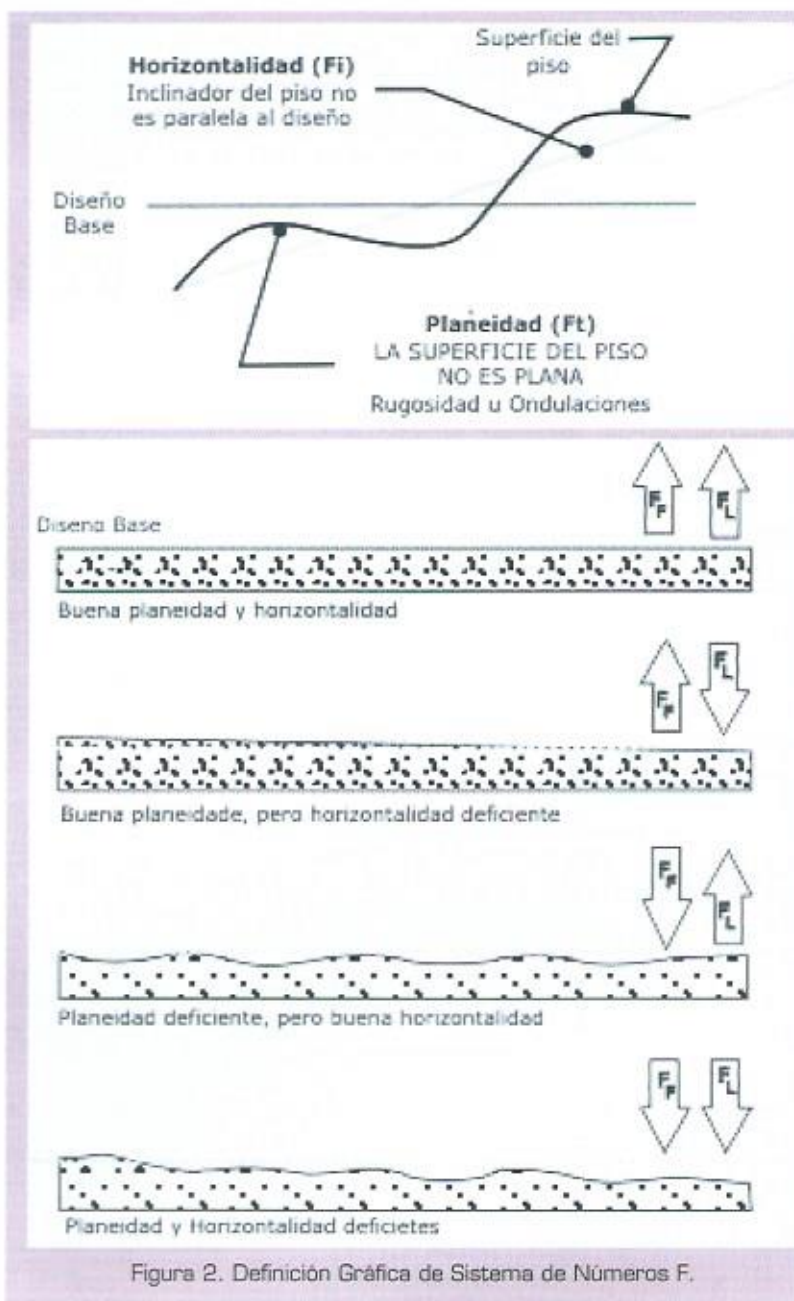 Superficie del
piso
Horizontalidad (Fi)
Inclinador del piso no
es paralela al diseño
Diseño
Base
Planeidad (Ft)
LA SUPERFICIE DEL PISO
NO ES PLANA
Rugosidad u Ondulaciones
FF FL
Diseno Base
Buena planeidad y horizontalidad
FF FL
Buena planeidade, pero horizontalidad deficiente
FF FL
Planeidad deficiente, pero buena horizontalidad
FF FL
Planeidad y Horizontalidad deficietes
Figura 2. Definición Gráfica de Sistema de Números F.